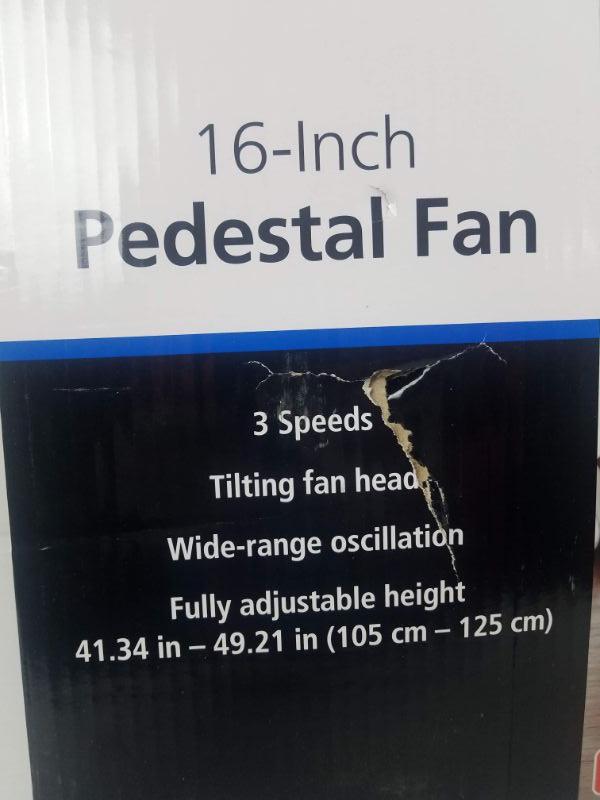 16-Inch
Pedestal Fan
3 Speeds
Tilting fan head
Wide-range oscillation
Fully adjustable height
41.34 in – 49.21 in (105 cm – 125 cm)